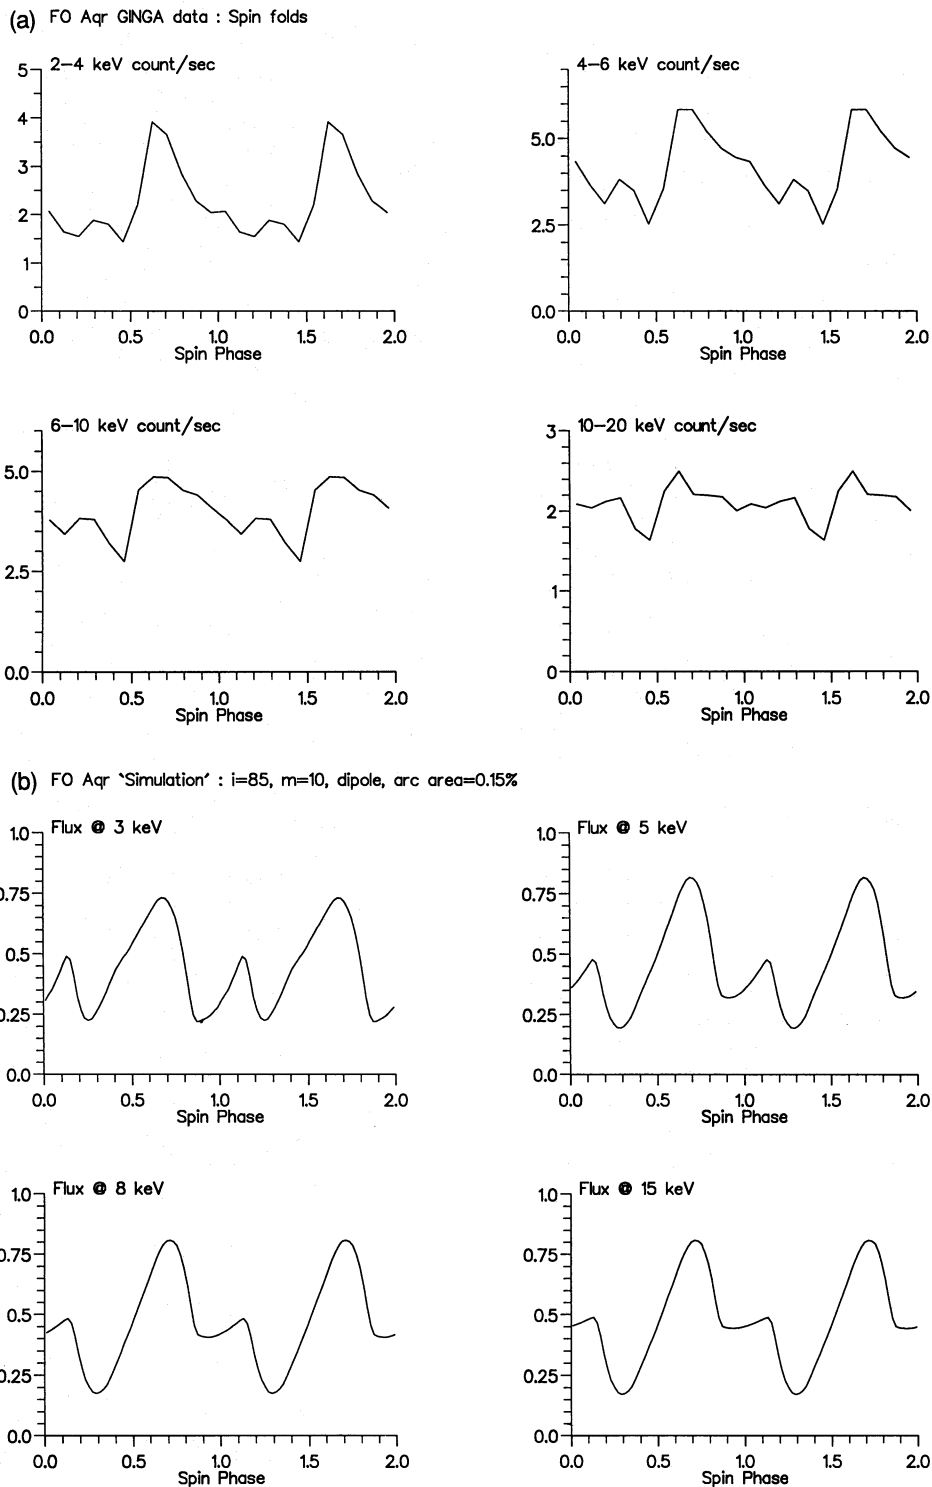 (a) FO Aqr GINGA data : Spin folds
2–4 keV count/sec
5
4
3
2
1
0
0.0 0.5 1.0 1.5 2.0
Spin Phase
4–6 keV count/sec
5.0
2.5
0.0
0.0 0.5 1.0 1.5 2.0
Spin Phase
6–10 keV count/sec
5.0
2.5
0.0
0.0 0.5 1.0 1.5 2.0
Spin Phase
10–20 keV count/sec
3
2
1
0
0.0 0.5 1.0 1.5 2.0
Spin Phase
(b) FO Aqr `Simulation' : i=85, m=10, dipole, arc area=0.15%
Flux @ 3 keV
1.0
0.75
0.5
0.25
0.0
0.0 0.5 1.0 1.5 2.0
Spin Phase
Flux @ 5 keV
1.0
0.75
0.5
0.25
0.0
0.0 0.5 1.0 1.5 2.0
Spin Phase
Flux @ 8 keV
1.0
0.75
0.5
0.25
0.0
0.0 0.5 1.0 1.5 2.0
Spin Phase
Flux @ 15 keV
1.0
0.75
0.5
0.25
0.0
0.0 0.5 1.0 1.5 2.0
Spin Phase